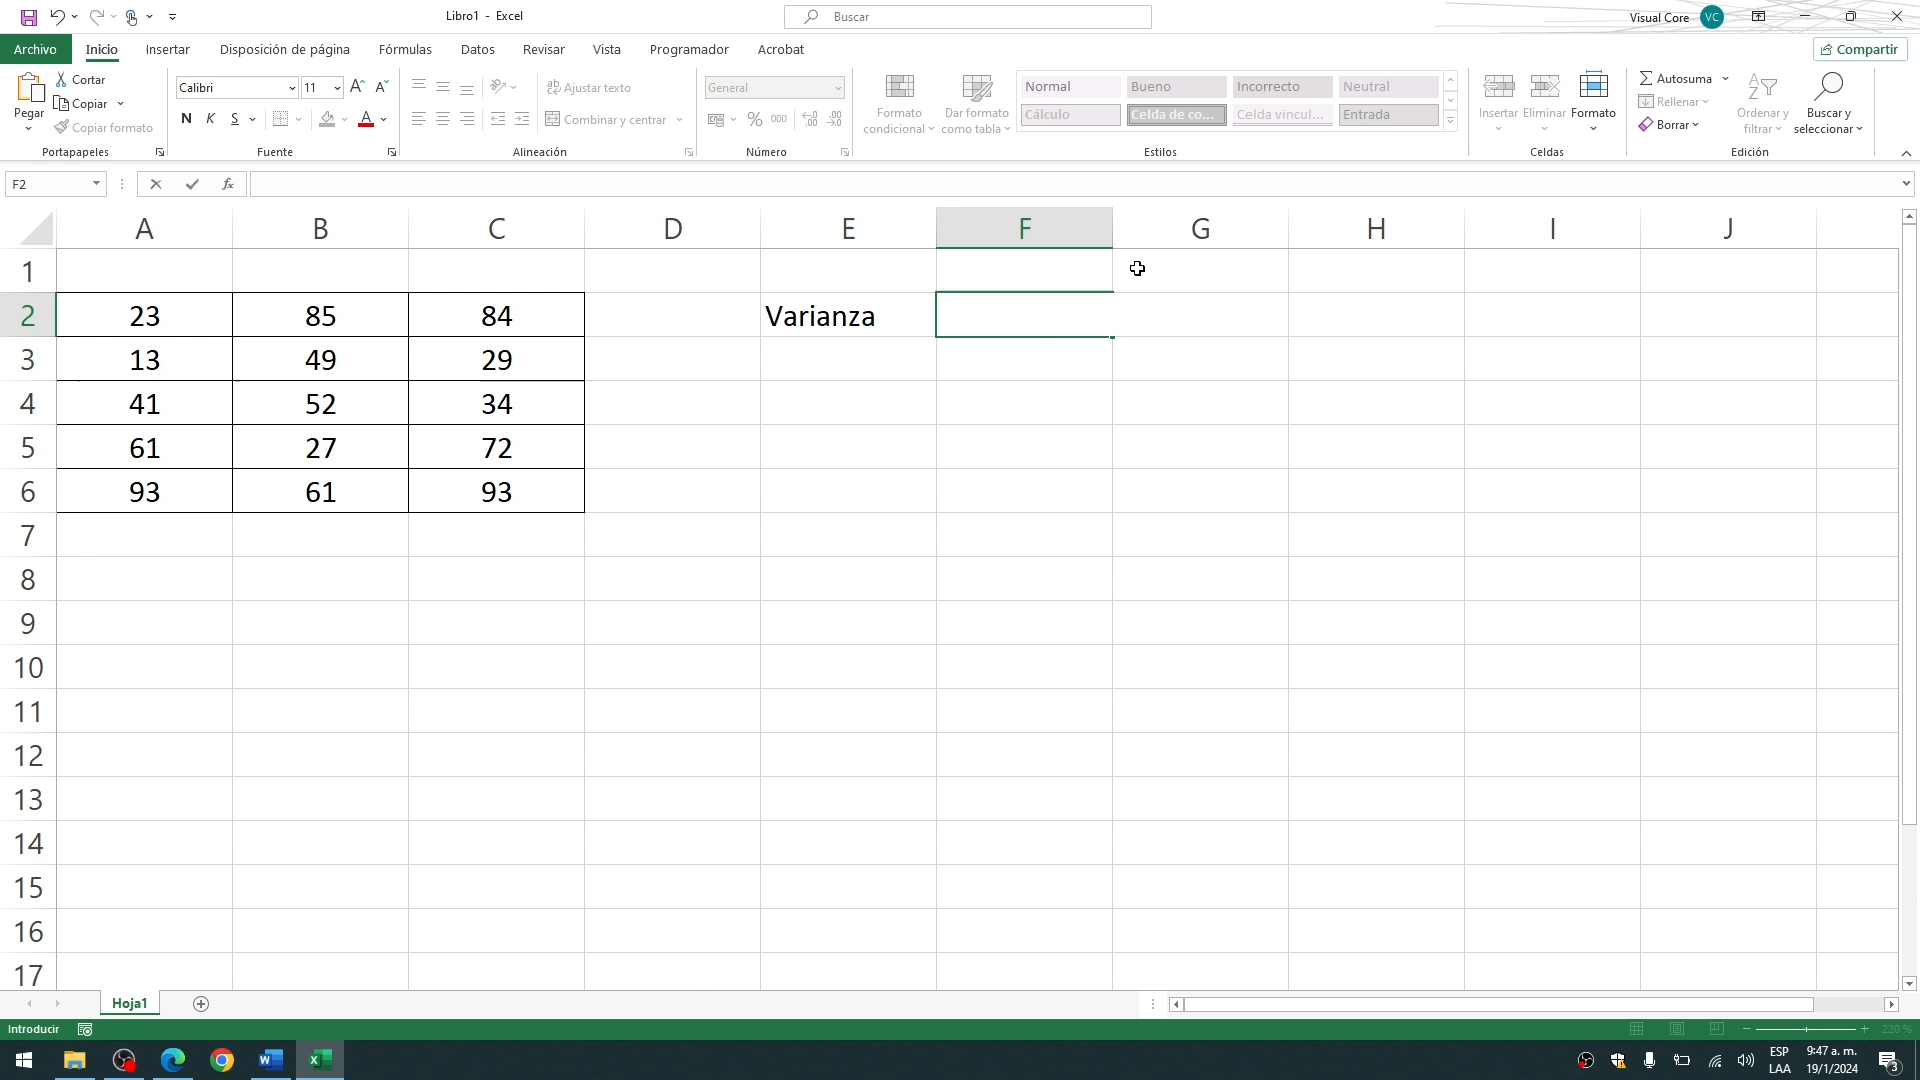 Libro1 - Excel
Buscar
Visual Core
VC
Archivo
Inicio
Insertar
Disposición de página
Fórmulas
Datos
Revisar
Vista
Programador
Acrobat
Compartir
Pegar
Cortar
Copiar
Copiar formato
Portapapeles
Calibri
11
N K S
Fuente
Ajustar texto
Combinar y centrar
Alineación
General
% 000
Número
Formato condicional
Dar formato como tabla
Normal
Bueno
Incorrecto
Neutral
Cálculo
Celda de co...
Celda vincul...
Entrada
Estilos
Insertar
Eliminar
Formato
Celdas
Autosuma
Rellenar
Borrar
Ordenar y filtrar
Buscar y seleccionar
Edición
F2
fx
A B C D E F G H I J
1
2 23 85 84 Varianza
3 13 49 29
4 41 52 34
5 61 27 72
6 93 61 93
7
8
9
10
11
12
13
14
15
16
17
Hoja1
Introducir
220 %
ESP
LAA
9:47 a. m.
19/1/2024
3